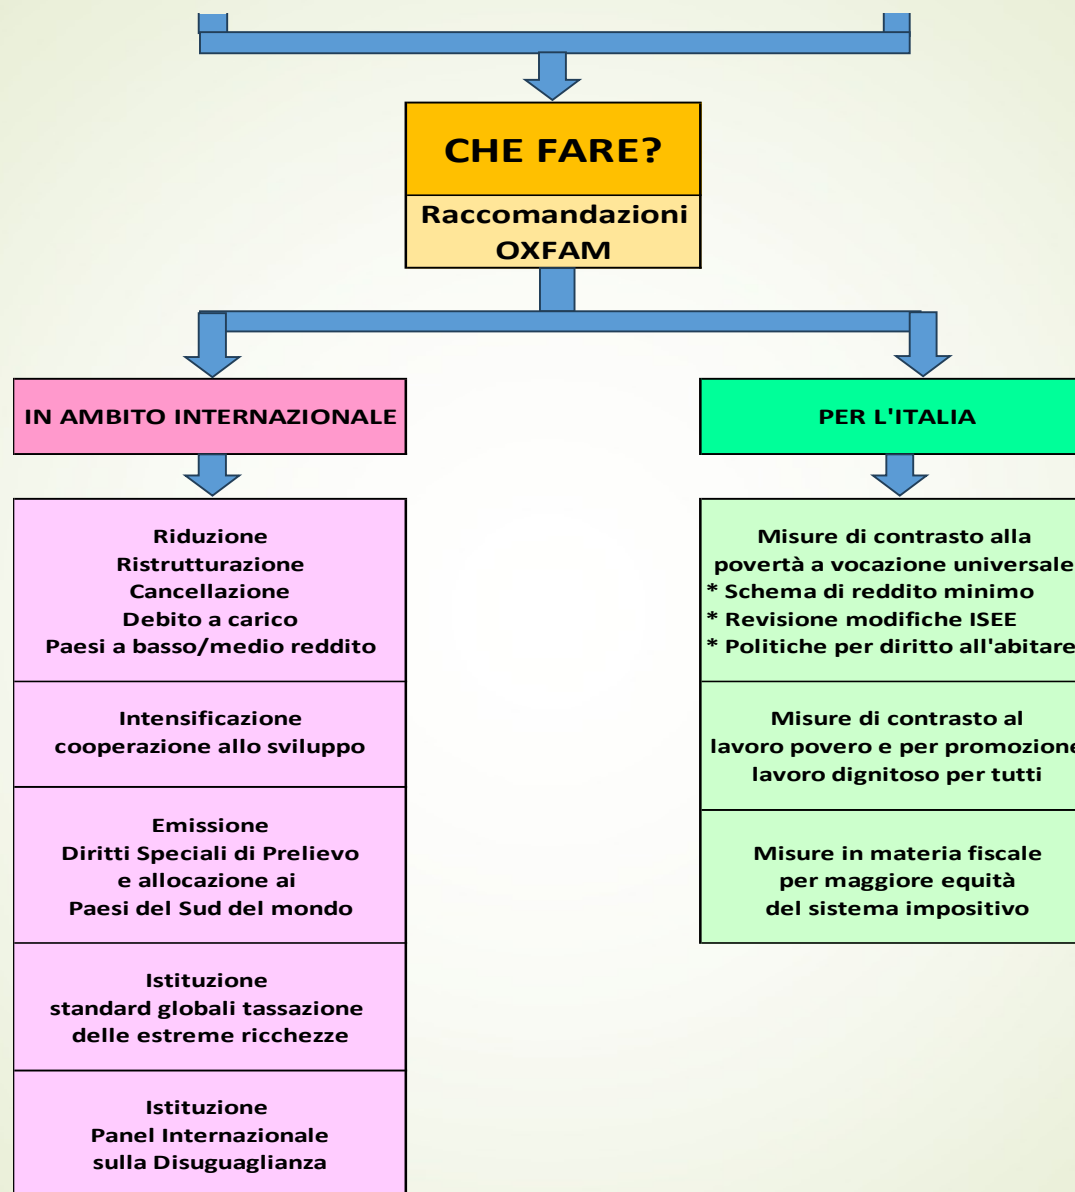 CHE FARE?
Raccomandazioni
OXFAM
IN AMBITO INTERNAZIONALE
Riduzione
Ristrutturazione
Cancellazione
Debito a carico
Paesi a basso/medio reddito
Intensificazione
cooperazione allo sviluppo
Emissione
Diritti Speciali di Prelievo
e allocazione ai
Paesi del Sud del mondo
Istituzione
standard globali tassazione
delle estreme ricchezze
Istituzione
Panel Internazionale
sulla Disuguaglianza
PER L'ITALIA
Misure di contrasto alla
povertà a vocazione universale
* Schema di reddito minimo
* Revisione modifiche ISEE
* Politiche per diritto all'abitare
Misure di contrasto al
lavoro povero e per promozione
lavoro dignitoso per tutti
Misure in materia fiscale
per maggiore equità
del sistema impositivo